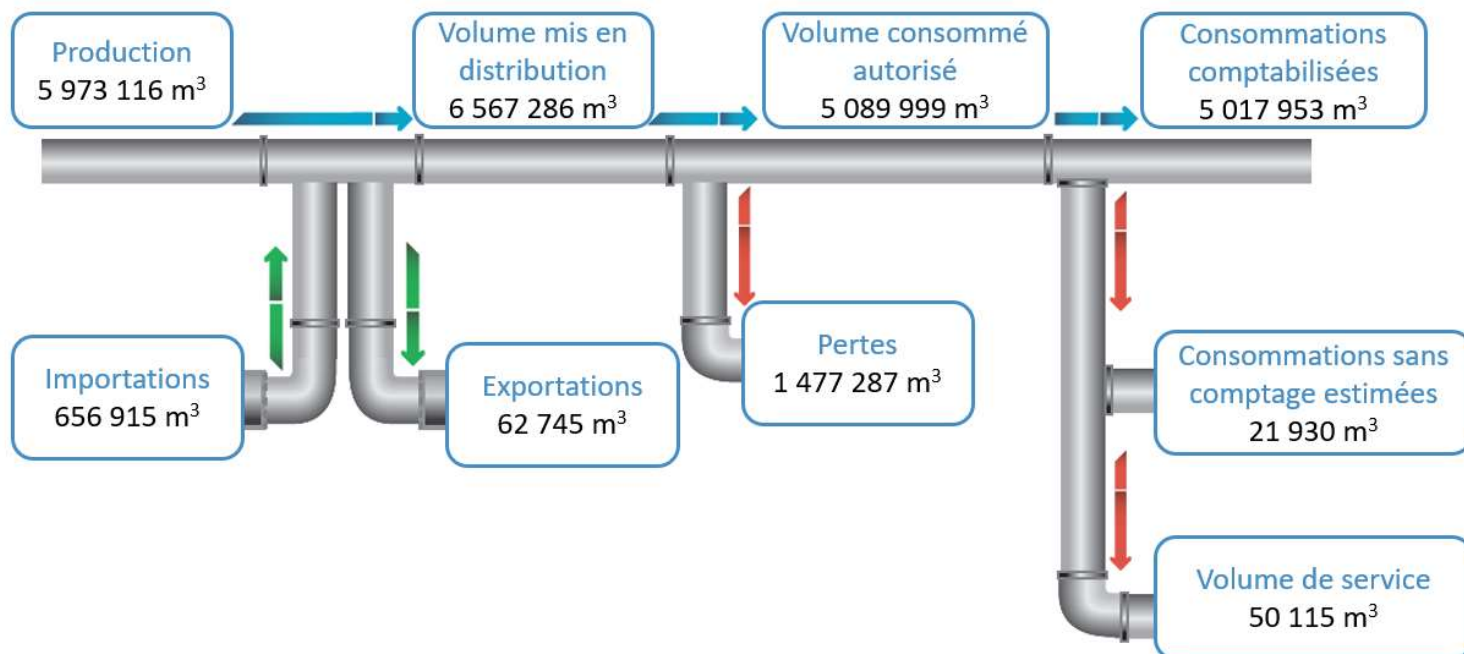 Production
5 973 116 m³
Volume mis en
distribution
6 567 286 m³
Volume consommé
autorisé
5 089 999 m³
Consommations
comptabilisées
5 017 953 m³
Importations
656 915 m³
Exportations
62 745 m³
Pertes
1 477 287 m³
Consommations sans
comptage estimées
21 930 m³
Volume de service
50 115 m³